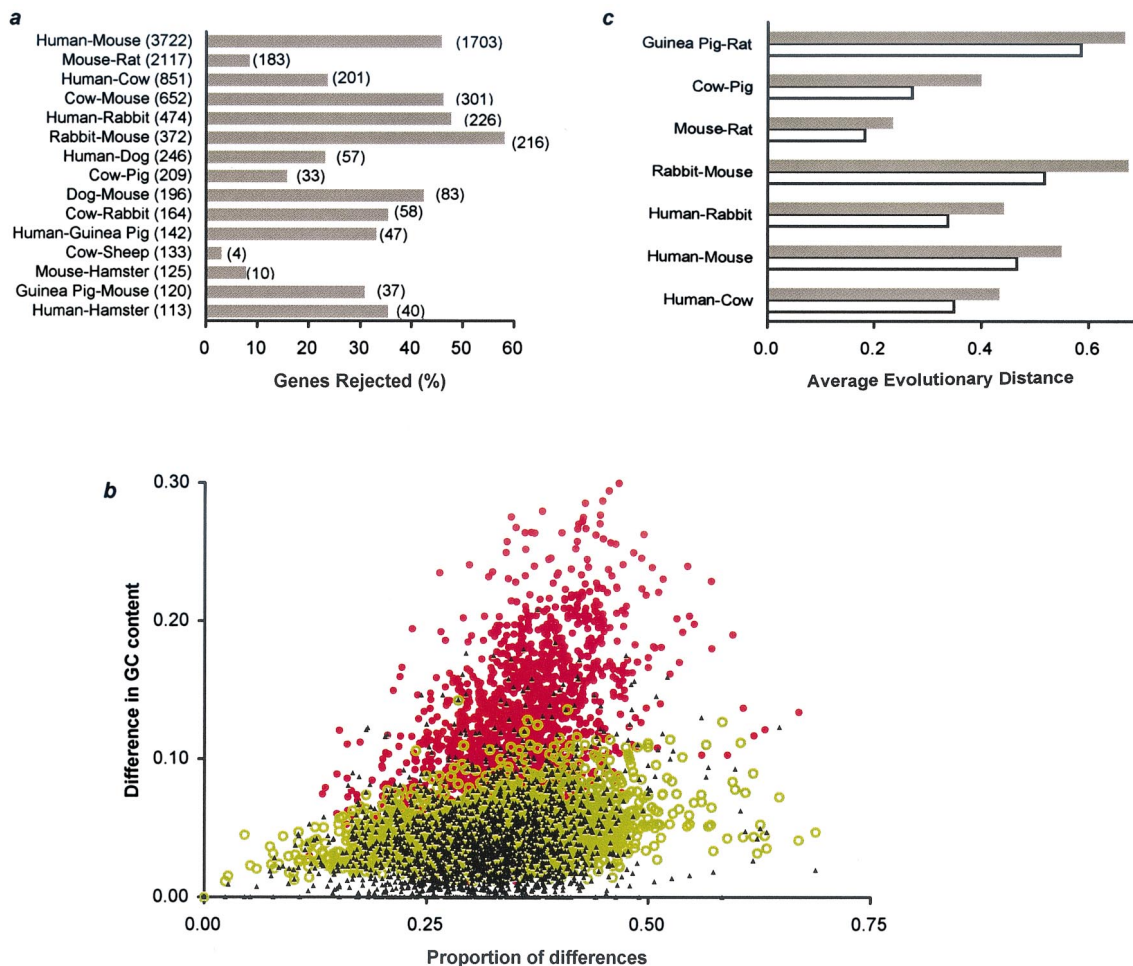 a
Human-Mouse (3722) (1703)
Mouse-Rat (2117) (183)
Human-Cow (851) (201)
Cow-Mouse (652) (301)
Human-Rabbit (474) (226)
Rabbit-Mouse (372) (216)
Human-Dog (246) (57)
Cow-Pig (209) (33)
Dog-Mouse (196) (83)
Cow-Rabbit (164) (58)
Human-Guinea Pig (142) (47)
Cow-Sheep (133) (4)
Mouse-Hamster (125) (10)
Guinea Pig-Mouse (120) (37)
Human-Hamster (113) (40)
0 10 20 30 40 50 60
Genes Rejected (%)
c
Guinea Pig-Rat
Cow-Pig
Mouse-Rat
Rabbit-Mouse
Human-Rabbit
Human-Mouse
Human-Cow
0.0 0.2 0.4 0.6
Average Evolutionary Distance
b
0.30
0.20
0.10
0.00
Difference in GC content
0.00 0.25 0.50 0.75
Proportion of differences